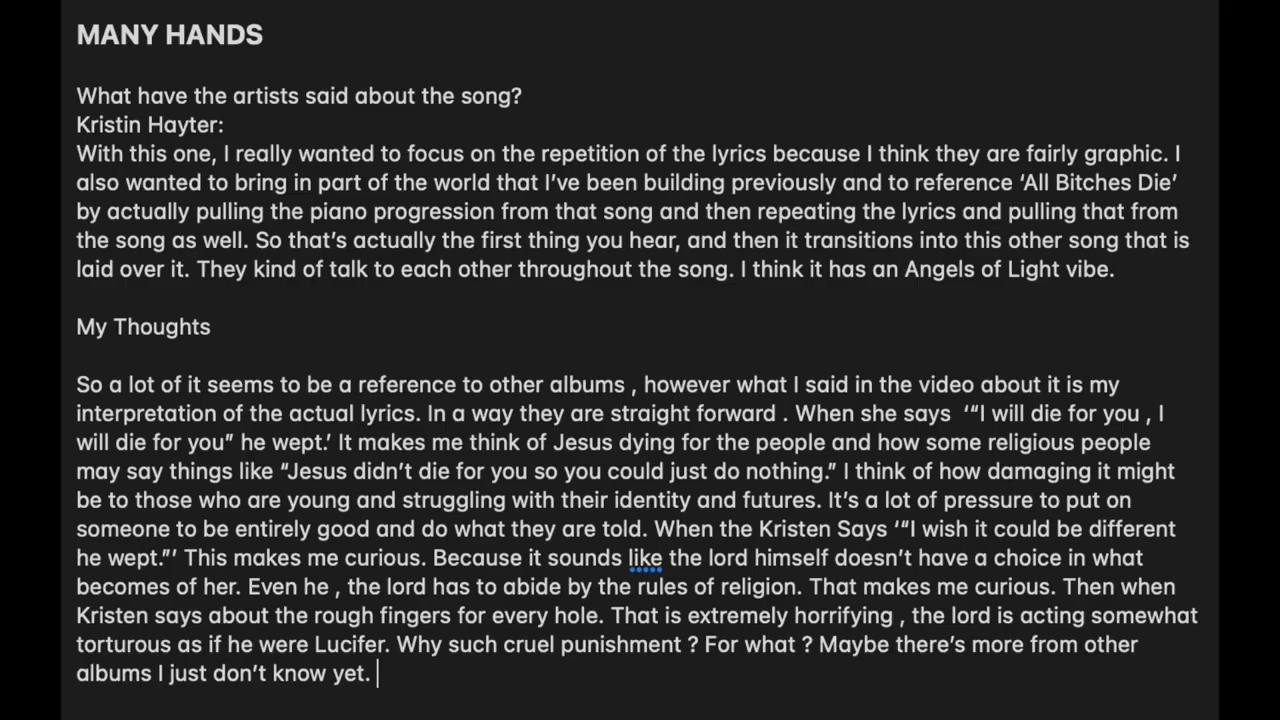 MANY HANDS
What have the artists said about the song?
Kristin Hayter:
With this one, I really wanted to focus on the repetition of the lyrics because I think they are fairly graphic. I
also wanted to bring in part of the world that I’ve been building previously and to reference ‘All Bitches Die’
by actually pulling the piano progression from that song and then repeating the lyrics and pulling that from
the song as well. So that’s actually the first thing you hear, and then it transitions into this other song that is
laid over it. They kind of talk to each other throughout the song. I think it has an Angels of Light vibe.
My Thoughts
So a lot of it seems to be a reference to other albums , however what I said in the video about it is my
interpretation of the actual lyrics. In a way they are straight forward . When she says  ‘“I will die for you , I
will die for you” he wept.’ It makes me think of Jesus dying for the people and how some religious people
may say things like “Jesus didn’t die for you so you could just do nothing.” I think of how damaging it might
be to those who are young and struggling with their identity and futures. It’s a lot of pressure to put on
someone to be entirely good and do what they are told. When the Kristen Says ‘“I wish it could be different
he wept.”’ This makes me curious. Because it sounds like the lord himself doesn’t have a choice in what
becomes of her. Even he , the lord has to abide by the rules of religion. That makes me curious. Then when
Kristen says about the rough fingers for every hole. That is extremely horrifying , the lord is acting somewhat
torturous as if he were Lucifer. Why such cruel punishment ? For what ? Maybe there’s more from other
albums I just don’t know yet.